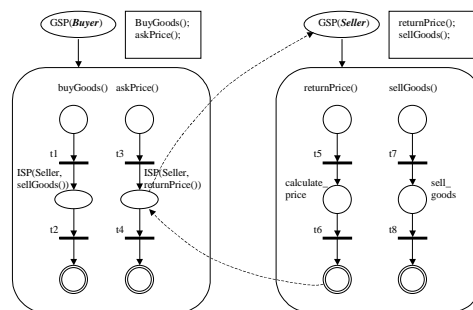 GSP(Buyer)
BuyGoods();
askPrice();
GSP(Seller)
returnPrice();
sellGoods();
buyGoods() askPrice()
returnPrice() sellGoods()
t1
t3
t5
t7
ISP(Seller,
sellGoods())
ISP(Seller,
returnPrice())
calculate_
price
sell_
goods
t2
t4
t6
t8